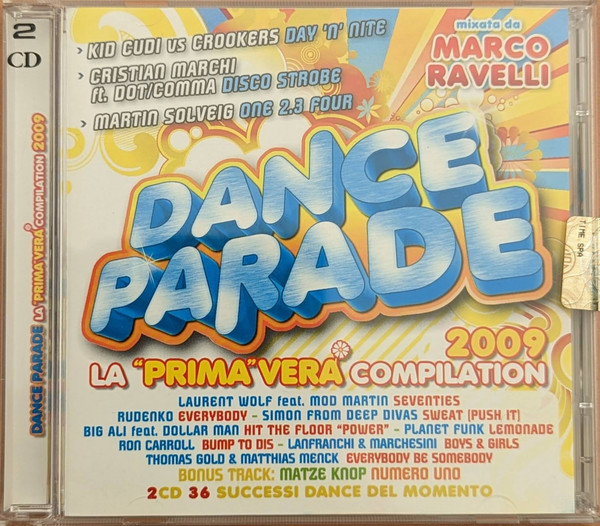 2
CD
DANCE PARADE LA "PRIMA"VERA COMPILATION 2009
> KID CUDI vs CROOKERS DAY 'N' NITE
> CRISTIAN MARCHI
ft. DOT/COMMA DISCO STROBE
> MARTIN SOLVEIG ONE 2,3 FOUR
mixata da
MARCO
RAVELLI
DANCE
PARADE
2009
LA "PRIMA"VERA COMPILATION
LAURENT WOLF feat. MOD MARTIN SEVENTIES
RUDENKO EVERYBODY - SIMON FROM DEEP DIVAS SWEAT (PUSH IT)
BIG ALI feat. DOLLAR MAN HIT THE FLOOR "POWER" - PLANET FUNK LEMONADE
RON CARROLL BUMP TO DIS - LANFRANCHI & MARCHESINI BOYS & GIRLS
THOMAS GOLD & MATTHIAS MENCK EVERYBODY BE SOMEBODY
BONUS TRACK: MATZE KNOP NUMERO UNO
2CD 36 SUCCESSI DANCE DEL MOMENTO
TIME SPA